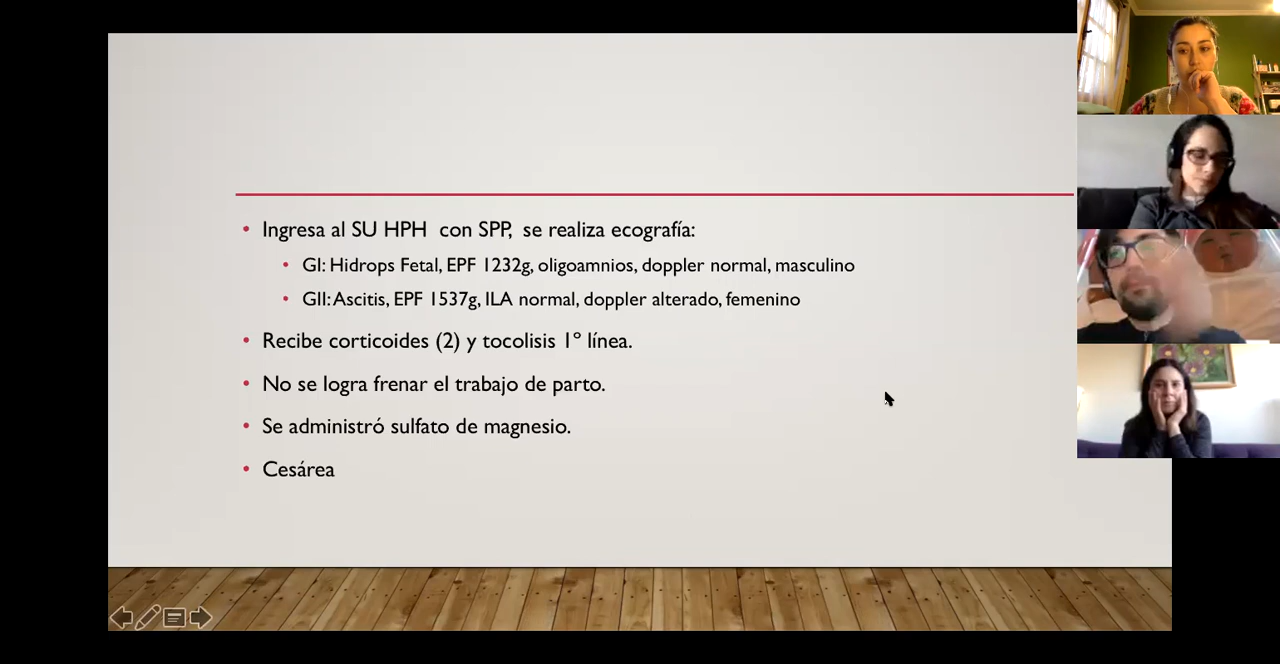 Ingresa al SU HPH con SPP, se realiza ecografía:
GI: Hidrops Fetal, EPF 1232g, oligoamnios, doppler normal, masculino
GII: Ascitis, EPF 1537g, ILA normal, doppler alterado, femenino
Recibe corticoides (2) y tocolisis 1º línea.
No se logra frenar el trabajo de parto.
Se administró sulfato de magnesio.
Cesárea